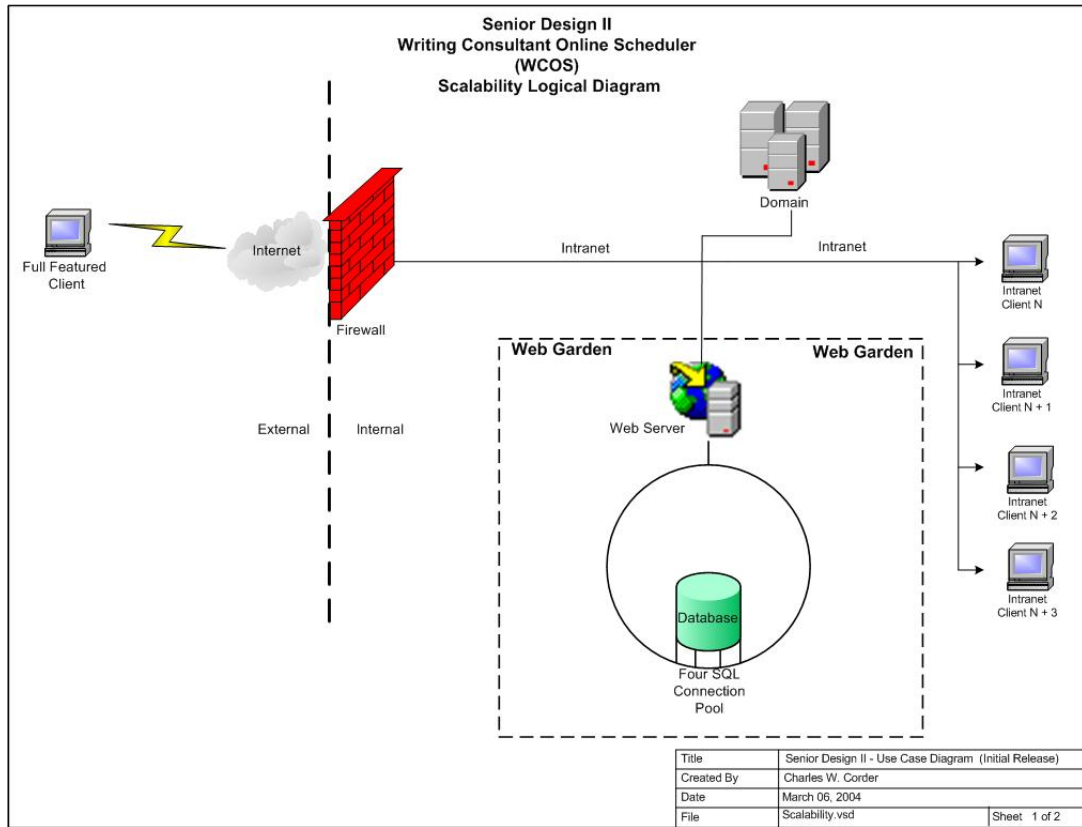 Senior Design II
Writing Consultant Online Scheduler
(WCOS)
Scalability Logical Diagram
Domain
Internet
Intranet
Intranet
Full Featured
Client
Intranet
Client N
Firewall
Web Garden
Web Garden
Intranet
Client N + 1
Web Server
External
Internal
Intranet
Client N + 2
Intranet
Client N + 3
Database
Four SQL
Connection
Pool
Title Senior Design II - Use Case Diagram (Initial Release)
Created By Charles W. Corder
Date March 06, 2004
File Scalability.vsd Sheet 1 of 2